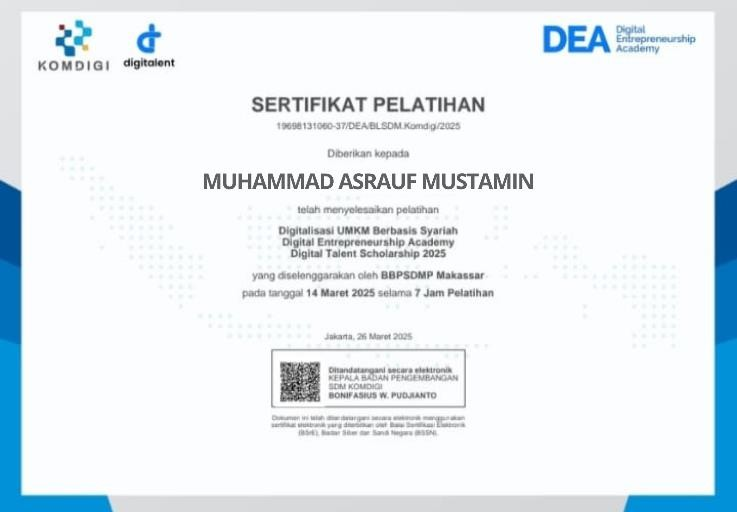 KOMDIGI
digitalent
DEA Digital
Entrepreneurship
Academy
SERTIFIKAT PELATIHAN
19698131060-37/DEA/BLSDM.Komdigi/2025
Diberikan kepada
MUHAMMAD ASRAUF MUSTAMIN
telah menyelesaikan pelatihan
Digitalisasi UMKM Berbasis Syariah
Digital Entrepreneurship Academy
Digital Talent Scholarship 2025
yang diselenggarakan oleh BBPSDMP Makassar
pada tanggal 14 Maret 2025 selama 7 Jam Pelatihan
Jakarta, 26 Maret 2025
Ditandatangani secara elektronik
KEPALA BADAN PENGEMBANGAN
SDM KOMDIGI
BONIFASIUS W. PUDJIANTO
Dokumen ini telah ditandatangani secara elektronik menggunakan
sertifikat elektronik yang diterbitkan oleh Balai Sertifikasi Elektronik
(BSrE), Badan Siber dan Sandi Negara (BSSN).